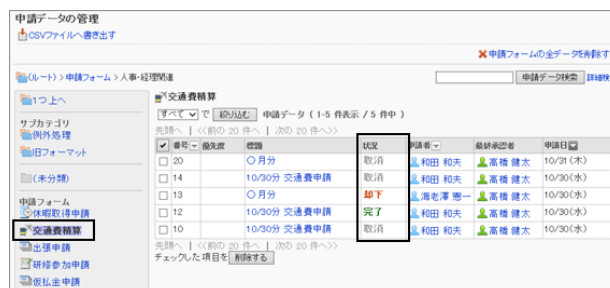 申請データの管理
CSVファイルへ書き出す
申請フォームの全データを削除す
(ルート) > 申請フォーム > 人事・経理関連
申請データ検索 詳細検
1つ上へ
サブカテゴリ
例外処理
旧フォーマット
(未分類)
申請フォーム
休暇取得申請
交通費精算
出張申請
研修参加申請
仮払金申請
交通費精算
すべて で 絞り込む 申請データ ( 1-5 件表示 / 5 件中 )
先頭へ | <<前の 20 件へ | 次の 20 件へ>>
番号 優先度 標題 状況 申請者 最終承認者 申請日
20 〇月分 取消 和田 和夫 高橋 健太 10/31(木)
14 10/30分 交通費申請 取消 和田 和夫 高橋 健太 10/30(水)
13 〇月分 却下 海老澤 憲一 高橋 健太 10/30(水)
12 10/30分 交通費申請 完了 和田 和夫 高橋 健太 10/30(水)
10 10/30分 交通費申請 取消 和田 和夫 高橋 健太 10/30(水)
先頭へ | <<前の 20 件へ | 次の 20 件へ>>
チェックした項目を 削除する